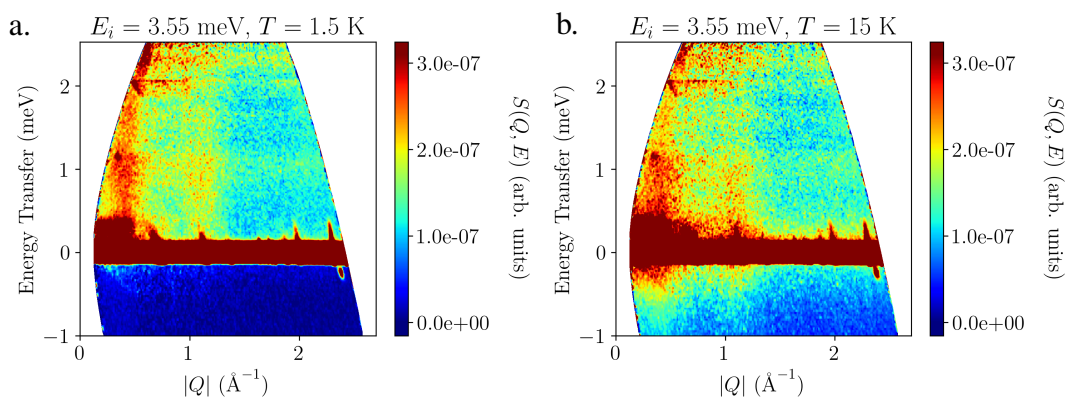 a.
E_i = 3.55 meV, T = 1.5 K
Energy Transfer (meV)
2
1
0
−1
0
1
2
|Q| (Å⁻¹)
3.0e-07
2.0e-07
1.0e-07
0.0e+00
S(Q, E) (arb. units)
b.
E_i = 3.55 meV, T = 15 K
Energy Transfer (meV)
2
1
0
−1
0
1
2
|Q| (Å⁻¹)
3.0e-07
2.0e-07
1.0e-07
0.0e+00
S(Q, E) (arb. units)